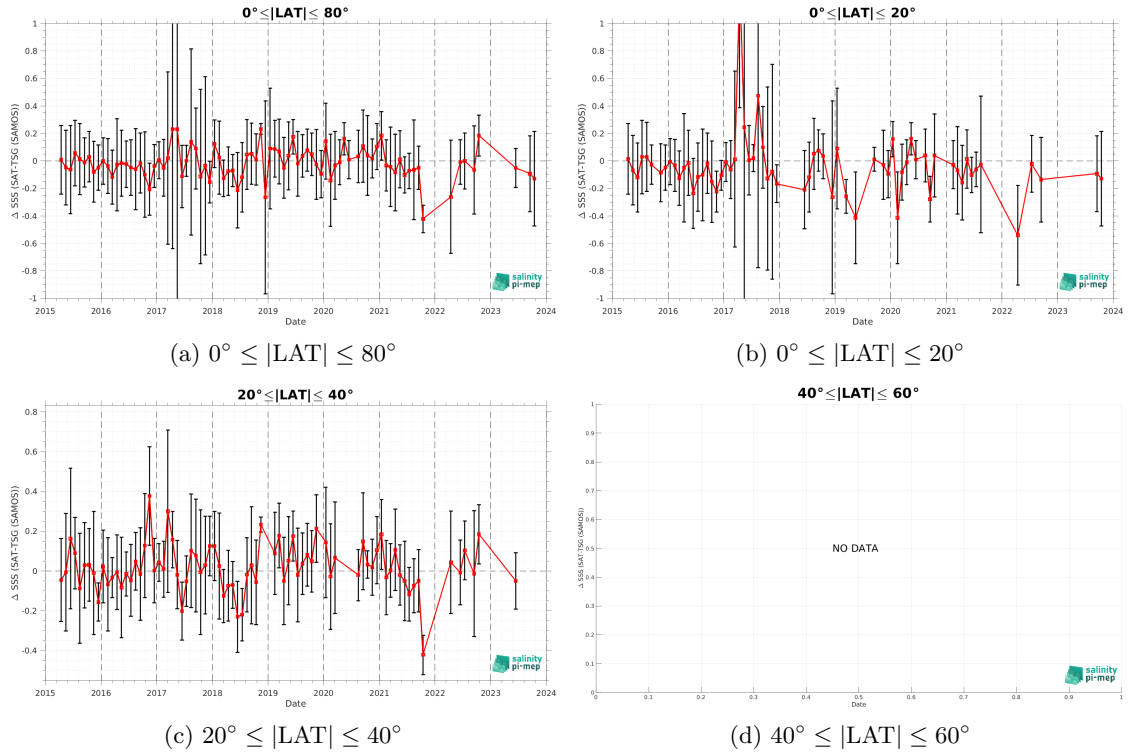 0°≤|LAT|≤ 80°
Δ SSS (SAT-TSG (SAMOS))
1
0.8
0.6
0.4
0.2
0
-0.2
-0.4
-0.6
-0.8
-1
2015 2016 2017 2018 2019 2020 2021 2022 2023 2024
Date
salinity
pi-mep
(a) 0° ≤ |LAT| ≤ 80°
0°≤|LAT|≤ 20°
Δ SSS (SAT-TSG (SAMOS))
1
0.8
0.6
0.4
0.2
0
-0.2
-0.4
-0.6
-0.8
-1
2015 2016 2017 2018 2019 2020 2021 2022 2023 2024
Date
salinity
pi-mep
(b) 0° ≤ |LAT| ≤ 20°
20°≤|LAT|≤ 40°
Δ SSS (SAT-TSG (SAMOS))
0.8
0.6
0.4
0.2
0
-0.2
-0.4
2015 2016 2017 2018 2019 2020 2021 2022 2023 2024
Date
salinity
pi-mep
(c) 20° ≤ |LAT| ≤ 40°
40°≤|LAT|≤ 60°
Δ SSS (SAT-TSG (SAMOS))
1
0.9
0.8
0.7
0.6
0.5
0.4
0.3
0.2
0.1
0
NO DATA
0 0.1 0.2 0.3 0.4 0.5 0.6 0.7 0.8 0.9 1
Date
salinity
pi-mep
(d) 40° ≤ |LAT| ≤ 60°